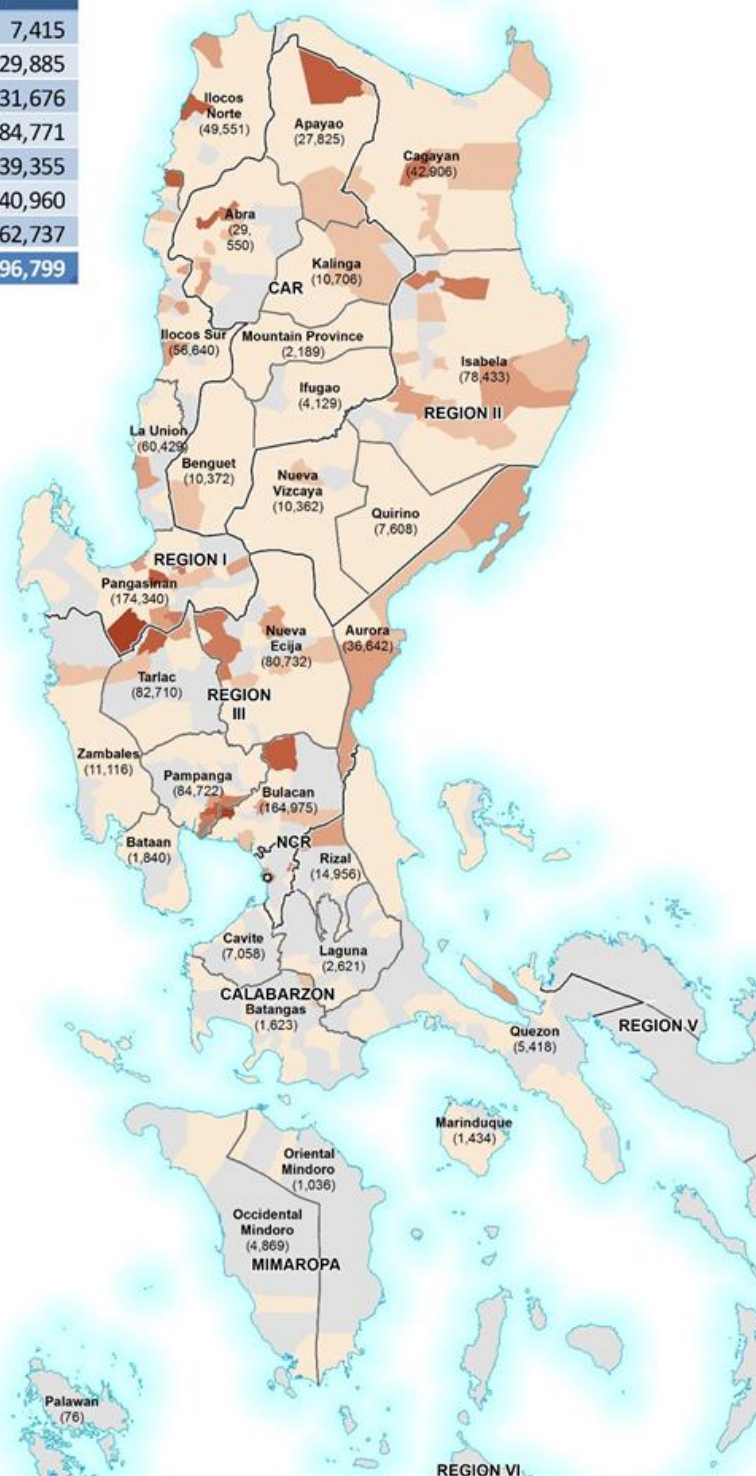 7,415
29,885
31,676
84,771
39,355
40,960
62,737
96,799
Ilocos
Norte
(49,551)
Apayao
(27,825)
Cagayan
(42,906)
Abra
(29,
550)
Kalinga
(10,706)
CAR
Ilocos Sur
(56,640)
Mountain Province
(2,189)
Isabela
(78,433)
Ifugao
(4,129)
REGION II
La Union
(60,429)
Benguet
(10,372)
Nueva
Vizcaya
(10,362)
Quirino
(7,608)
REGION I
Pangasinan
(174,340)
Nueva
Ecija
(80,732)
Aurora
(36,642)
Tarlac
(82,710)
REGION
III
Zambales
(11,116)
Pampanga
(84,722)
Bulacan
(164,975)
Bataan
(1,840)
NCR
Rizal
(14,956)
Cavite
(7,058)
Laguna
(2,621)
CALABARZON
Batangas
(1,623)
Quezon
(5,418)
REGION V
Marinduque
(1,434)
Oriental
Mindoro
(1,036)
Occidental
Mindoro
(4,869)
MIMAROPA
Palawan
(76)
REGION VI